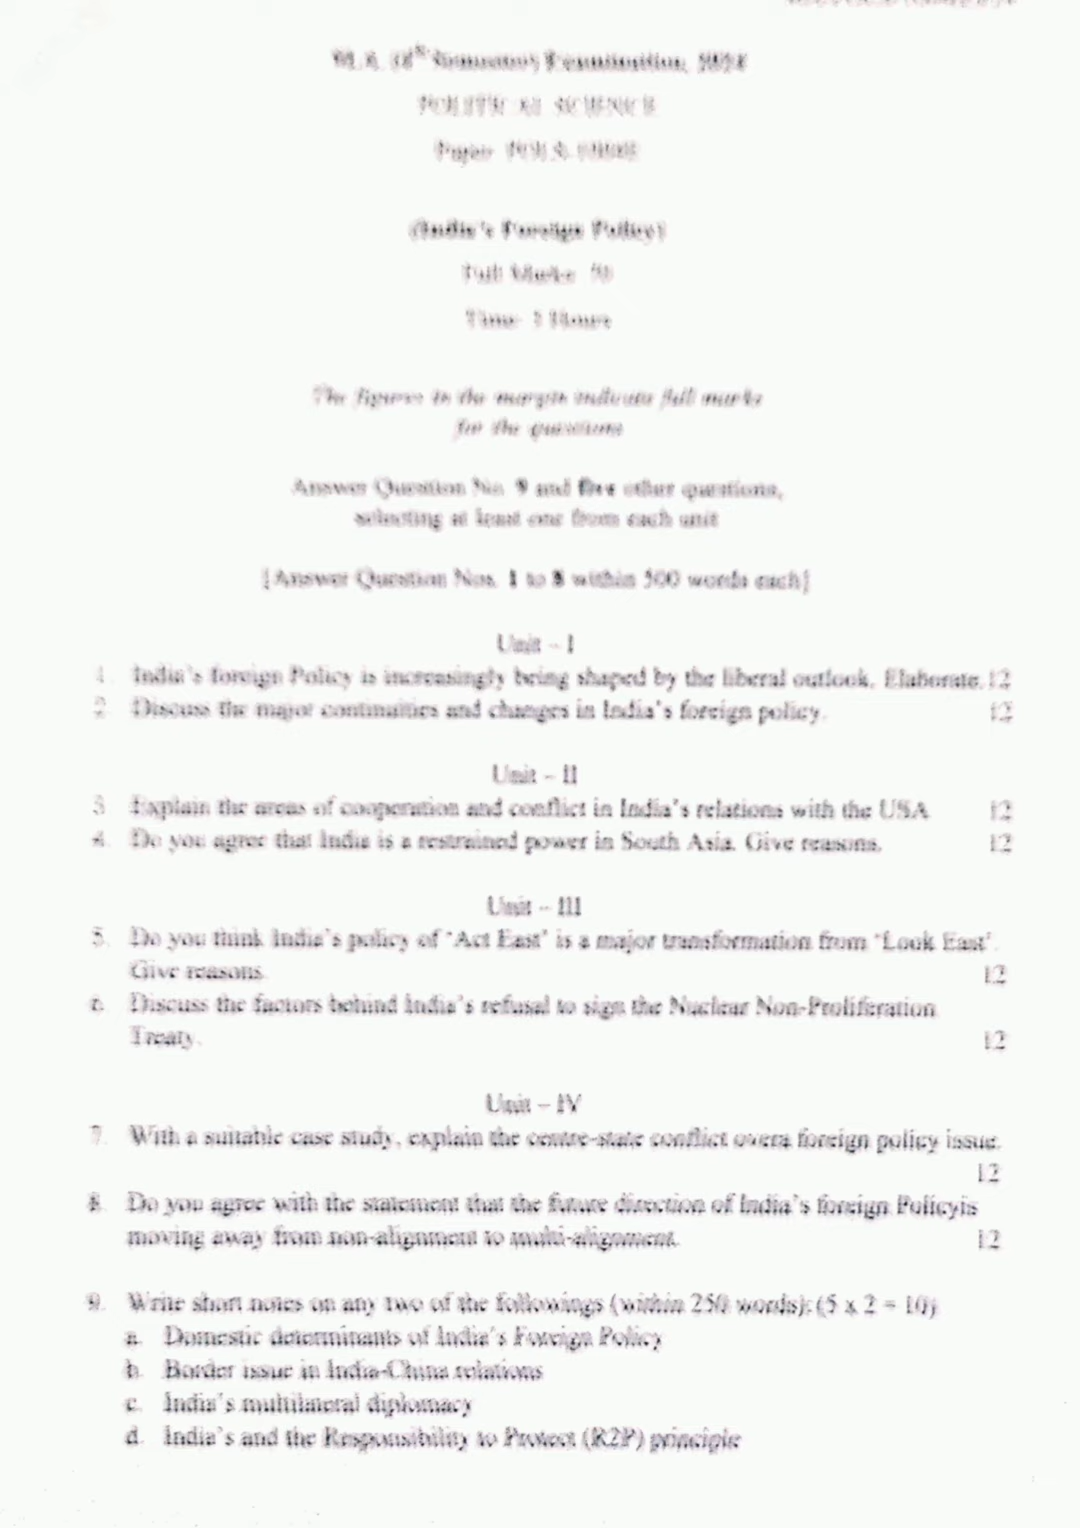 Examination, 
POLITICAL SCIENCE
Paper
(India's Foreign Policy)
Full Marks 70
Time 3 Hours
The figures in the margin indicate full marks
for the questions
Answer Question No. 9 and five other questions,
selecting at least one from each unit
[Answer Question Nos. 1 to 8 within 500 words each]
Unit – I
1. India's foreign Policy is increasingly being shaped by the liberal outlook. Elaborate. 12
2. Discuss the major continuities and changes in India's foreign policy. 12
Unit – II
3. Explain the areas of cooperation and conflict in India's relations with the USA 12
4. Do you agree that India is a restrained power in South Asia. Give reasons. 12
Unit – III
5. Do you think India's policy of 'Act East' is a major transformation from 'Look East'.
Give reasons. 12
6. Discuss the factors behind India's refusal to sign the Nuclear Non-Proliferation
Treaty. 12
Unit – IV
7. With a suitable case study, explain the centre-state conflict overa foreign policy issue.
12
8. Do you agree with the statement that the future direction of India's foreign Policyis
moving away from non-alignment to multi-alignment. 12
9. Write short notes on any two of the followings (within 250 words): (5 x 2 = 10)
a. Domestic determinants of India's Foreign Policy
b. Border issue in India-China relations
c. India's multilateral diplomacy
d. India's and the Responsibility to Protect (R2P) principle